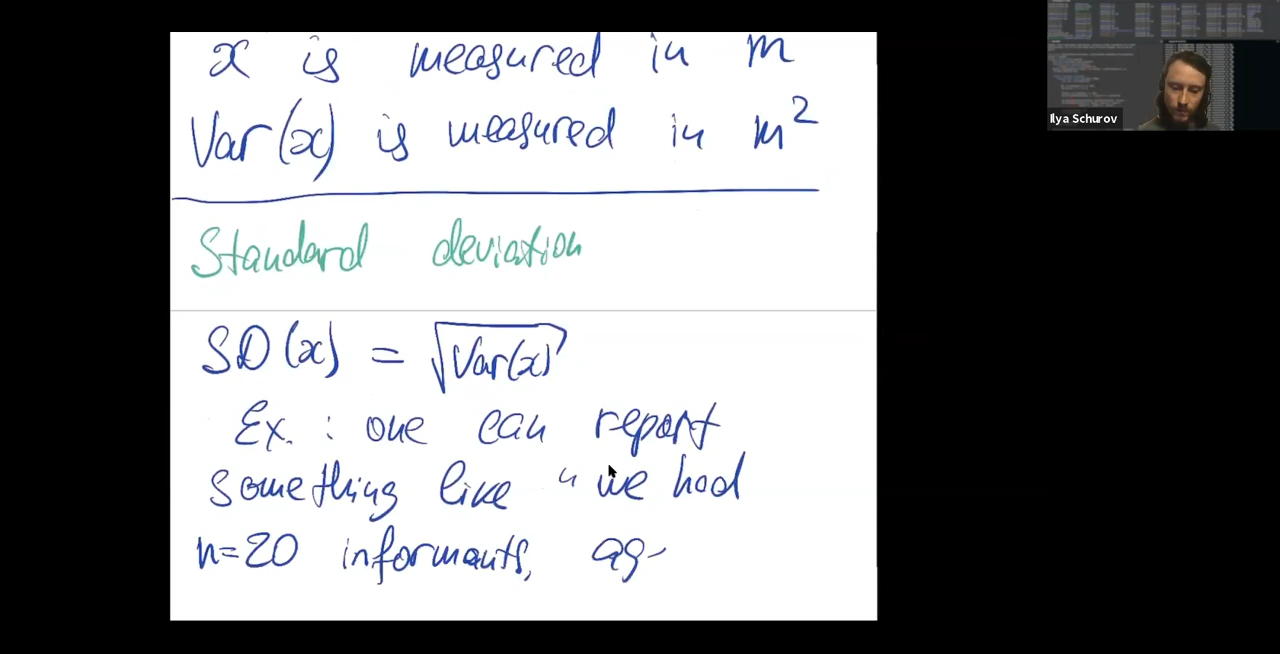 x is measured in m
Var(x) is measured in m²
Standard deviation
SD(x) = √Var(x)
Ex. : one can report
something like "we had
n=20 informants, ag
Ilya Schurov